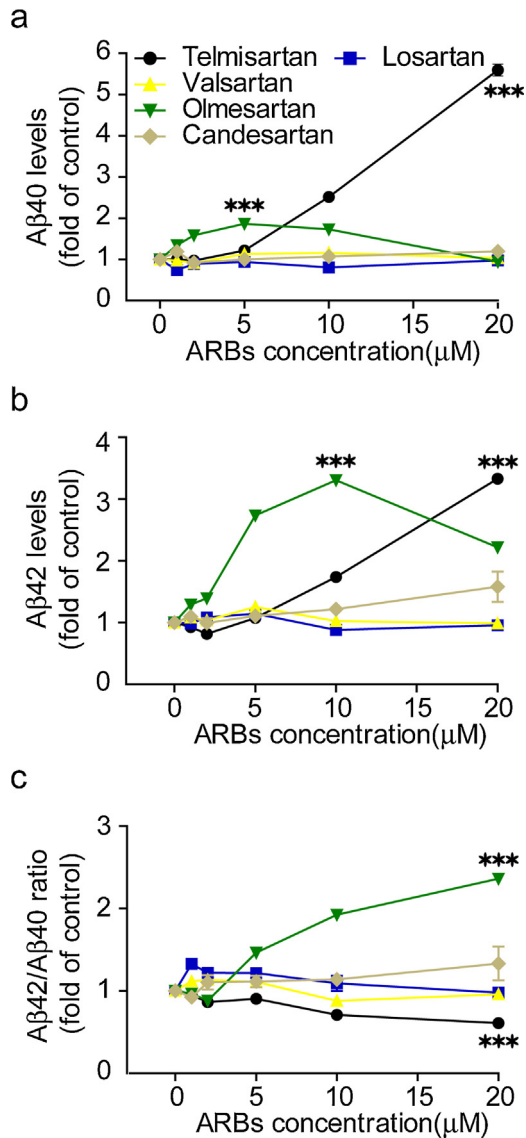 a
Telmisartan Losartan
Valsartan
Olmesartan
Candesartan
Aβ40 levels
(fold of control)
6
5
4
3
2
1
0
***
***
0 5 10 15 20
ARBs concentration(μM)
b
Aβ42 levels
(fold of control)
4
3
2
1
0
***
***
0 5 10 15 20
ARBs concentration(μM)
c
Aβ42/Aβ40 ratio
(fold of control)
3
2
1
0
***
***
0 5 10 15 20
ARBs concentration(μM)